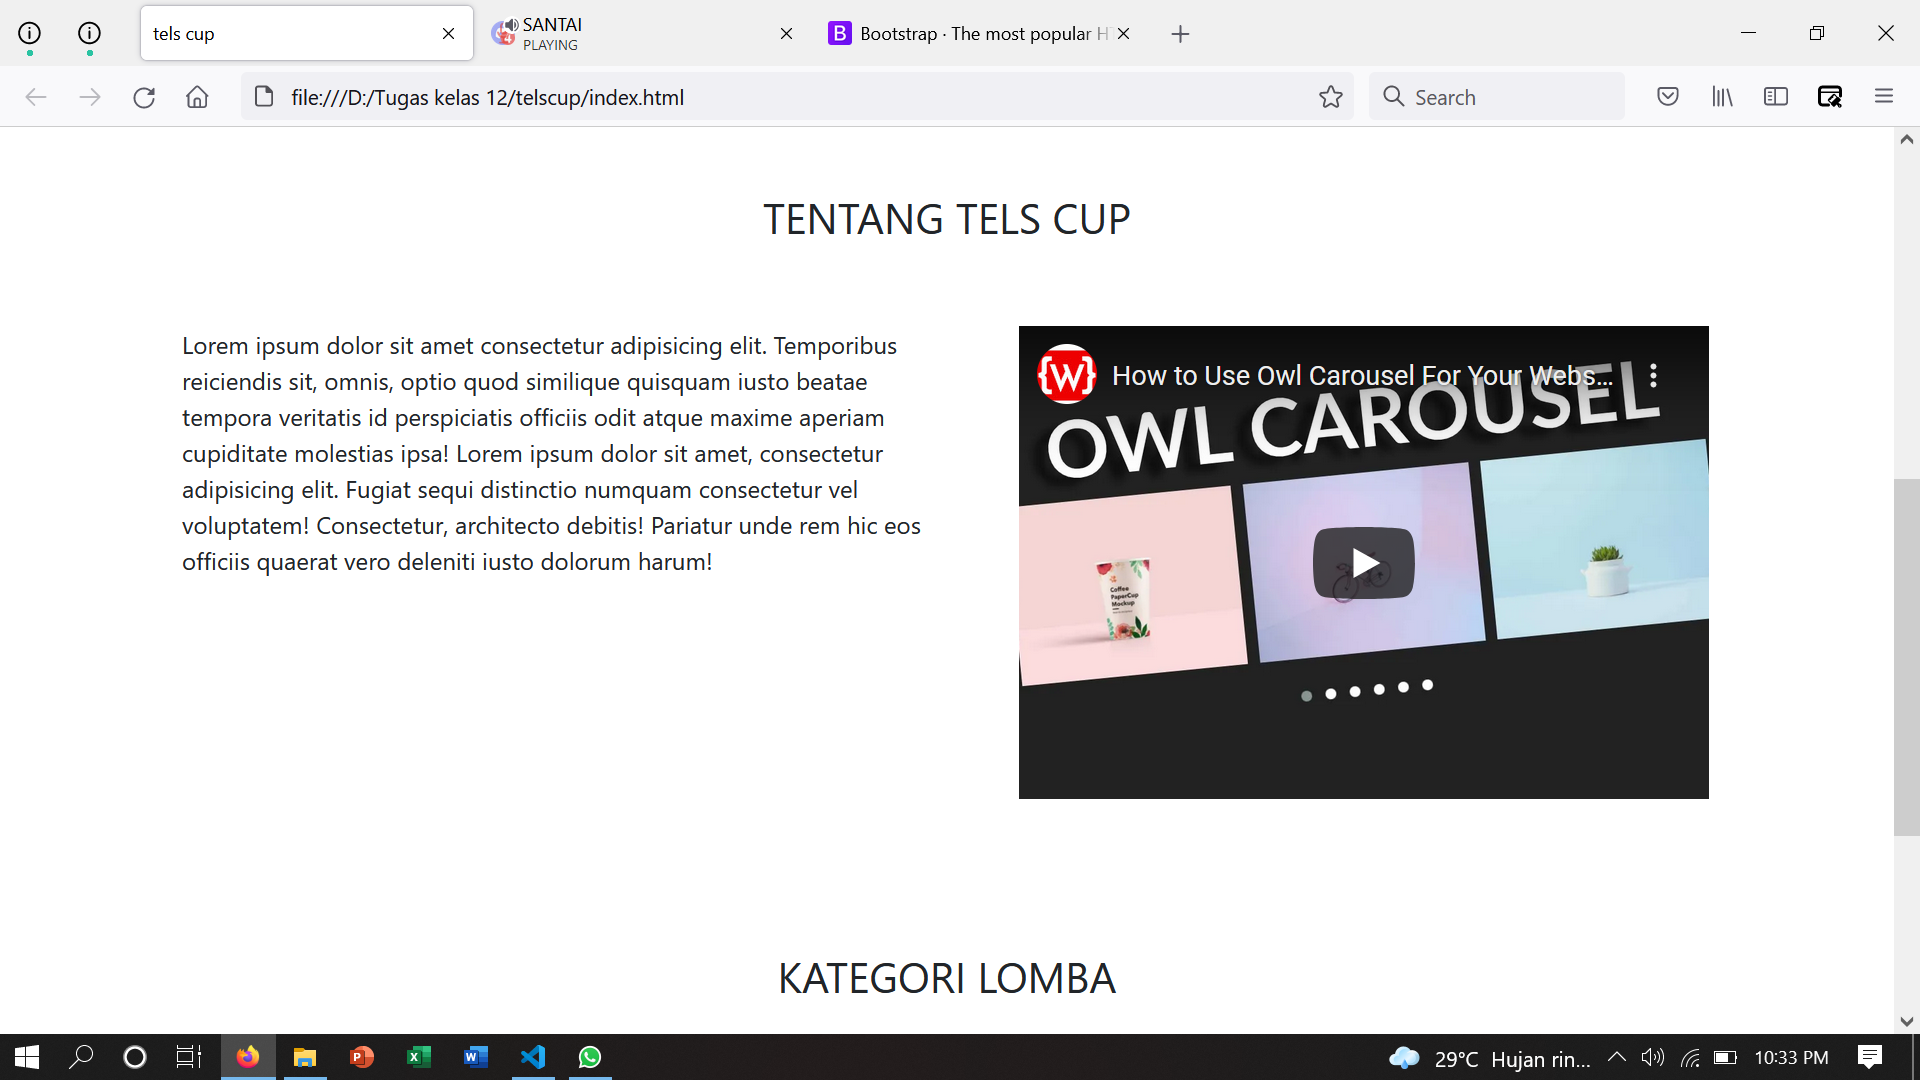 tels cup
SANTAI
PLAYING
Bootstrap · The most popular
file:///D:/Tugas kelas 12/telscup/index.html
Search
TENTANG TELS CUP
Lorem ipsum dolor sit amet consectetur adipisicing elit. Temporibus
reiciendis sit, omnis, optio quod similique quisquam iusto beatae
tempora veritatis id perspiciatis officiis odit atque maxime aperiam
cupiditate molestias ipsa! Lorem ipsum dolor sit amet, consectetur
adipisicing elit. Fugiat sequi distinctio numquam consectetur vel
voluptatem! Consectetur, architecto debitis! Pariatur unde rem hic eos
officiis quaerat vero deleniti iusto dolorum harum!
{W}
How to Use Owl Carousel For Your Webs...
OWL CAROUSEL
Coffee
PaperCup
Mockup
KATEGORI LOMBA
29°C Hujan rin...
10:33 PM